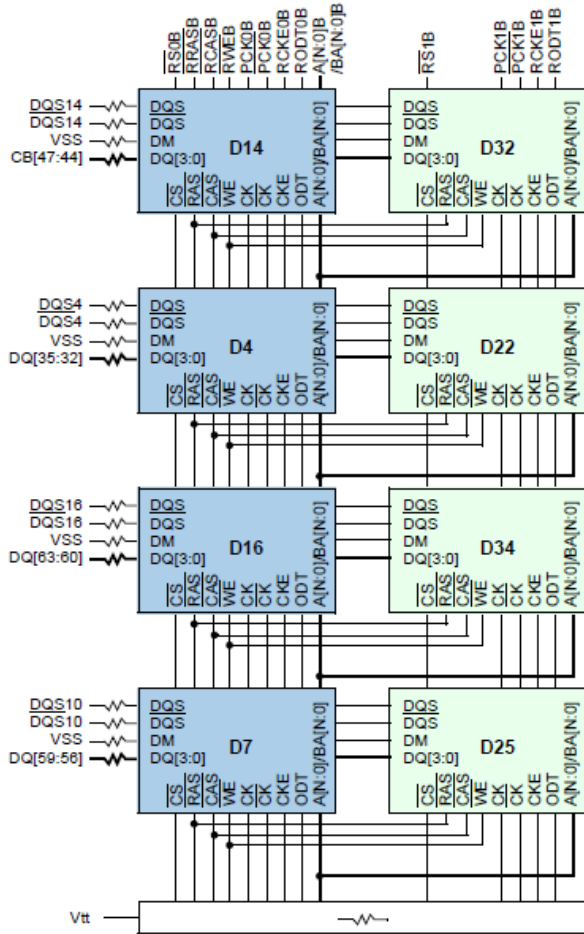 RS0B RRASB RCASB RWEB PCK0B PCK0B RCKE0B RODT0B A[N:0]B /BA[N:0]B RS1B PCK1B PCK1B RCKE1B RODT1B
DQS14 DQS DQS
DQS14 DQS DQS
VSS DM D14 D32
CB[47:44] DQ[3:0]
CS RAS CAS WE CK CK CKE ODT A[N:0]/BA[N:0] CS RAS CAS WE CK CK CKE ODT A[N:0]/BA[N:0]
DQS4 DQS
DQS4 DQS
VSS DM D4 D22
DQ[35:32] DQ[3:0] DQ[3:0]
CS RAS CAS WE CK CK CKE ODT A[N:0]/BA[N:0] CS RAS CAS WE CK CK CKE ODT A[N:0]/BA[N:0]
DQS16 DQS DQS
DQS16 DQS DQS
VSS DM D16 DM D34
DQ[63:60] DQ[3:0] DQ[3:0]
CS RAS CAS WE CK CK CKE ODT A[N:0]/BA[N:0] CS RAS CAS WE CK CK CKE ODT A[N:0]/BA[N:0]
DQS10 DQS DQS
DQS10 DQS DQS
VSS DM D7 DM D25
DQ[59:56] DQ[3:0] DQ[3:0]
CS RAS CAS WE CK CK CKE ODT A[N:0]/BA[N:0] CS RAS CAS WE CK CK CKE ODT A[N:0]/BA[N:0]
Vtt